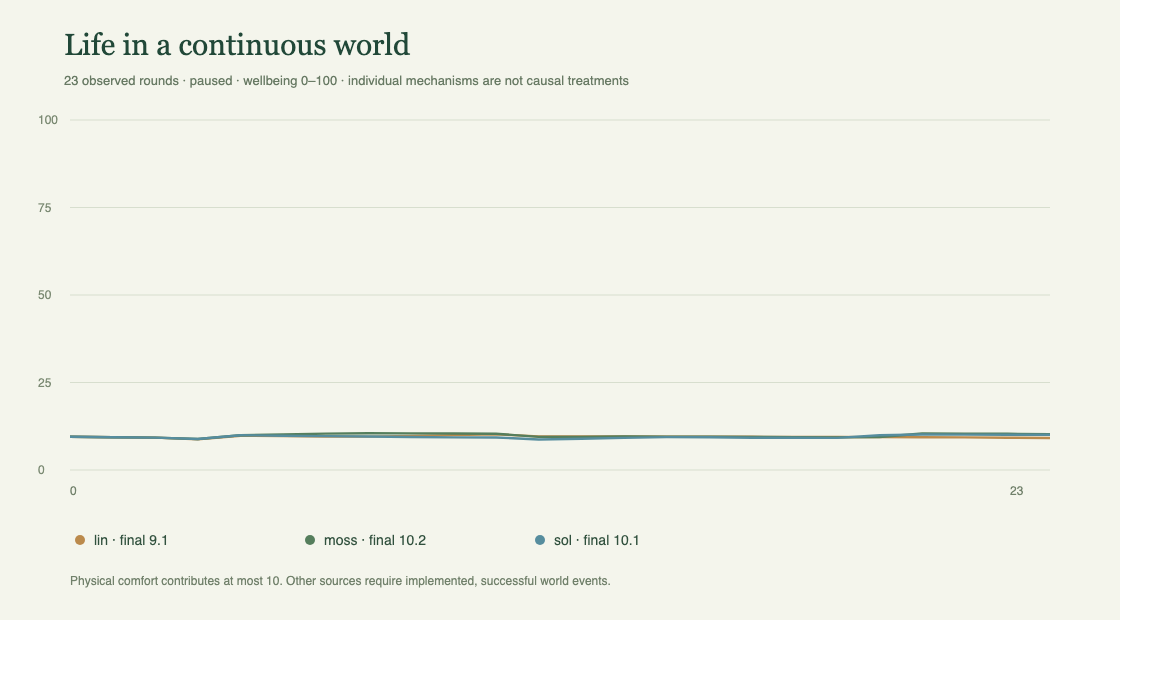 Life in a continuous world
23 observed rounds · paused · wellbeing 0–100 · individual mechanisms are not causal treatments
100
75
50
25
0
0 23
lin · final 9.1 moss · final 10.2 sol · final 10.1
Physical comfort contributes at most 10. Other sources require implemented, successful world events.